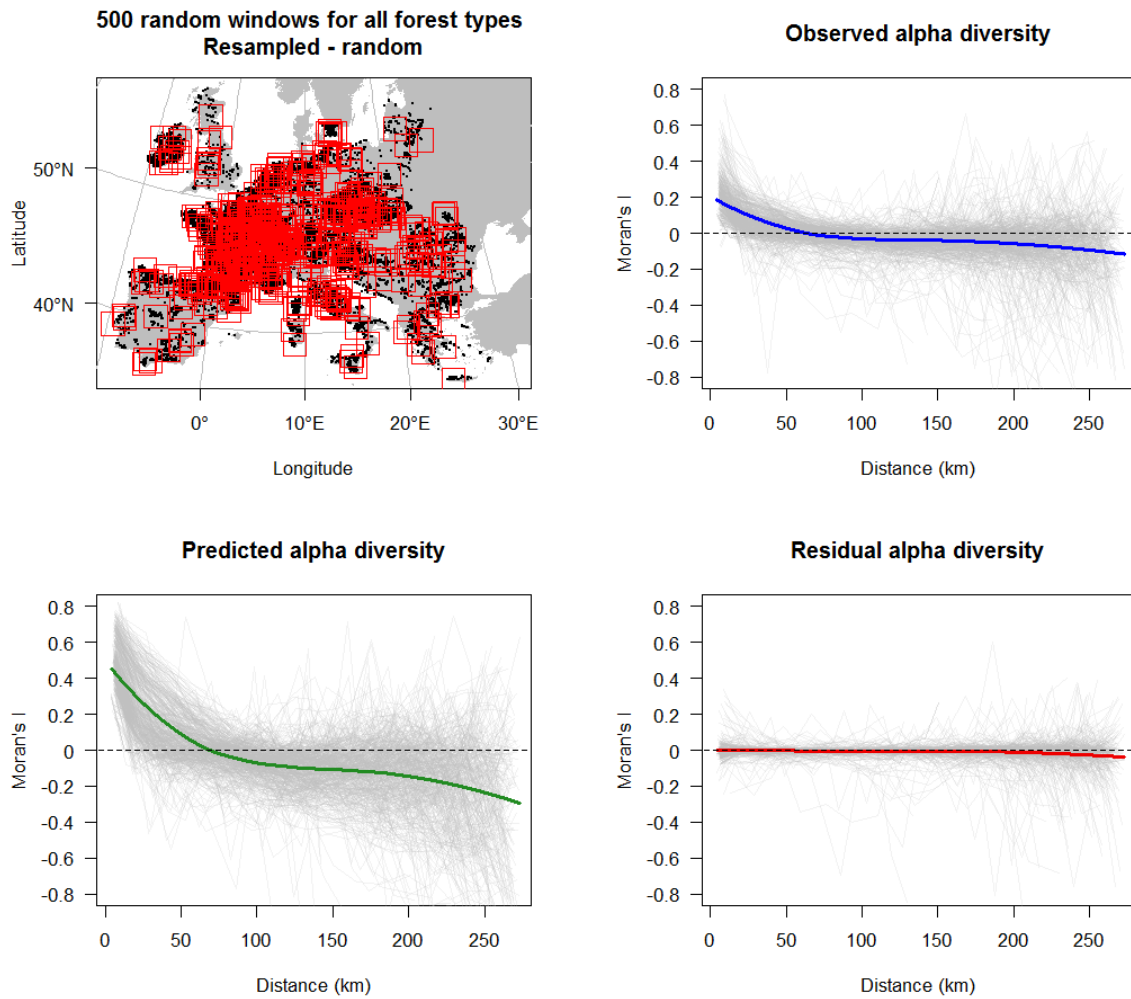 500 random windows for all forest types
Resampled - random
50°N
40°N
Latitude
0°
10°E
20°E
30°E
Longitude
Observed alpha diversity
0.8
0.6
0.4
0.2
0
-0.2
-0.4
-0.6
-0.8
Moran's I
0
50
100
150
200
250
Distance (km)
Predicted alpha diversity
0.8
0.6
0.4
0.2
0
-0.2
-0.4
-0.6
-0.8
Moran's I
0
50
100
150
200
250
Distance (km)
Residual alpha diversity
0.8
0.6
0.4
0.2
0
-0.2
-0.4
-0.6
-0.8
Moran's I
0
50
100
150
200
250
Distance (km)